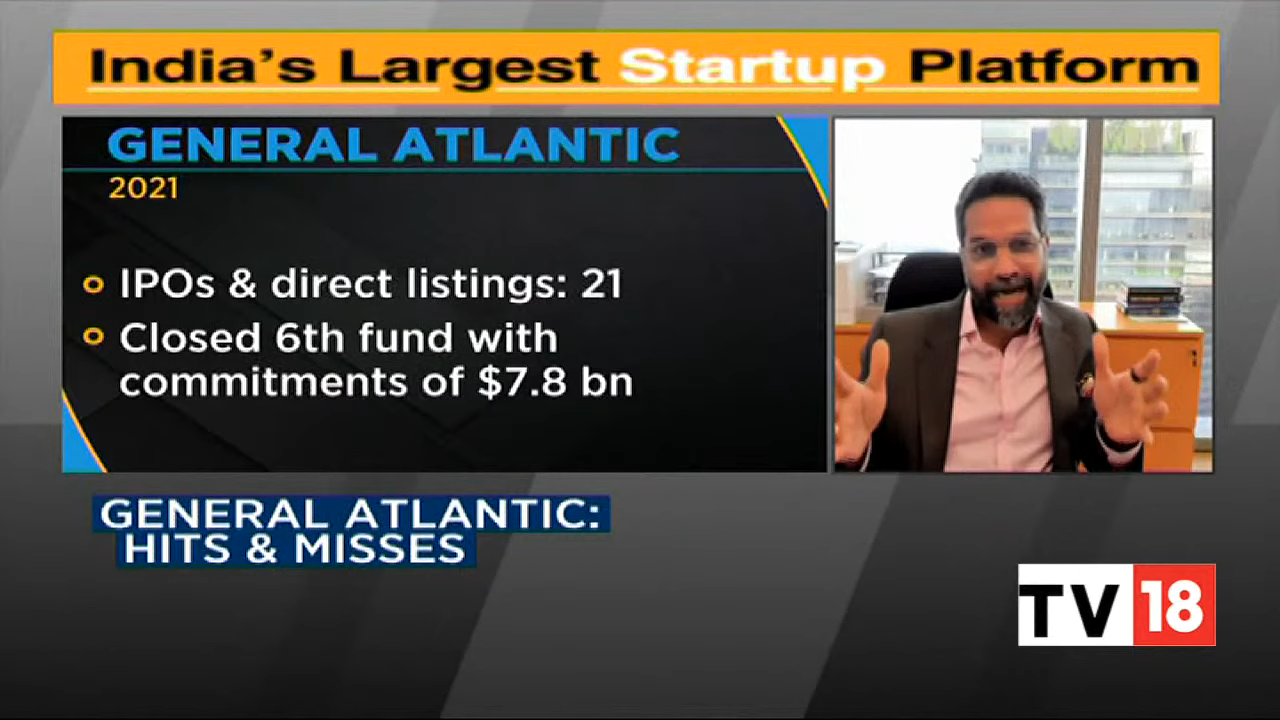 India's Largest Startup Platform
GENERAL ATLANTIC
2021
IPOs & direct listings: 21
Closed 6th fund with
commitments of $7.8 bn
GENERAL ATLANTIC:
HITS & MISSES
TV18